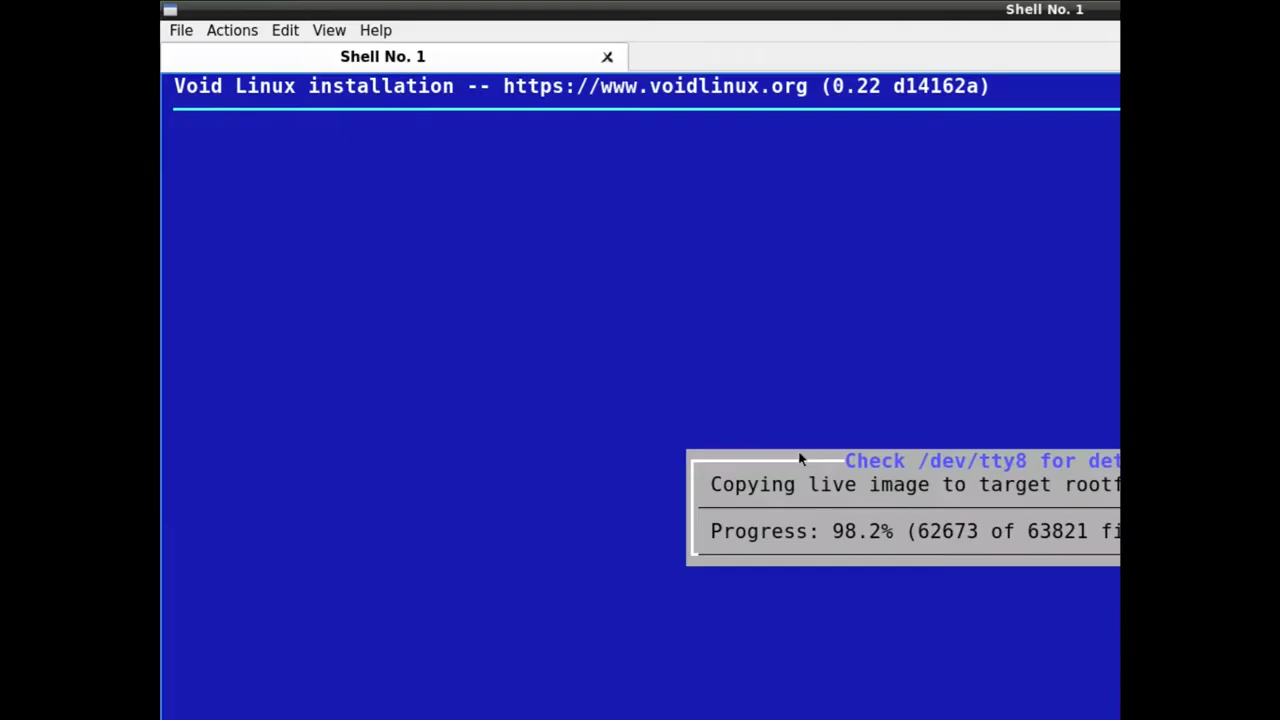 Shell No. 1
File Actions Edit View Help
Shell No. 1
Void Linux installation -- https://www.voidlinux.org (0.22 d14162a)
Check /dev/tty8 for det
Copying live image to target rootf
Progress: 98.2% (62673 of 63821 fi